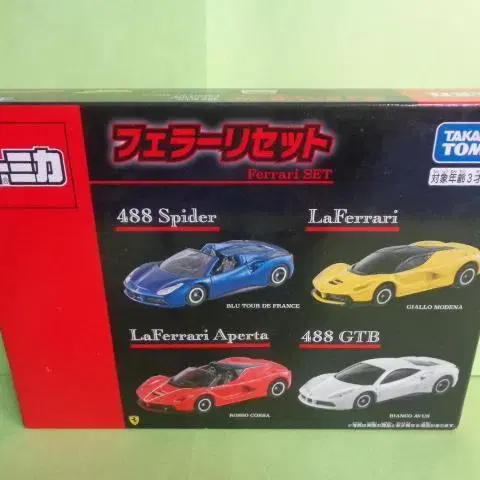 トミカ
フェラーリセット
Ferrari SET
TAKARA
TOMY
対象年齢3才
488 Spider
LaFerrari
BLU TOUR DE FRANCE
GIALLO MODENA
LaFerrari Aperta
488 GTB
ROSSO CORSA
BIANCO AVUS